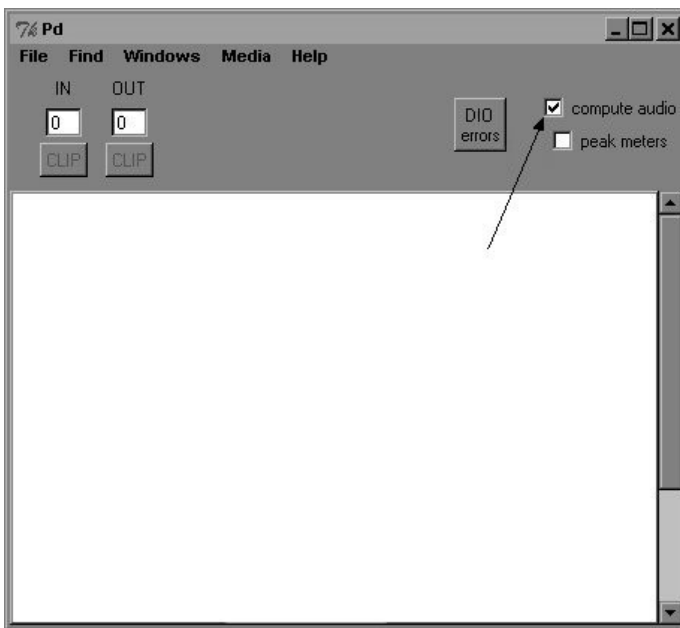 Pd
File Find Windows Media Help
IN OUT
0 0
CLIP CLIP
DIO
errors
compute audio
peak meters